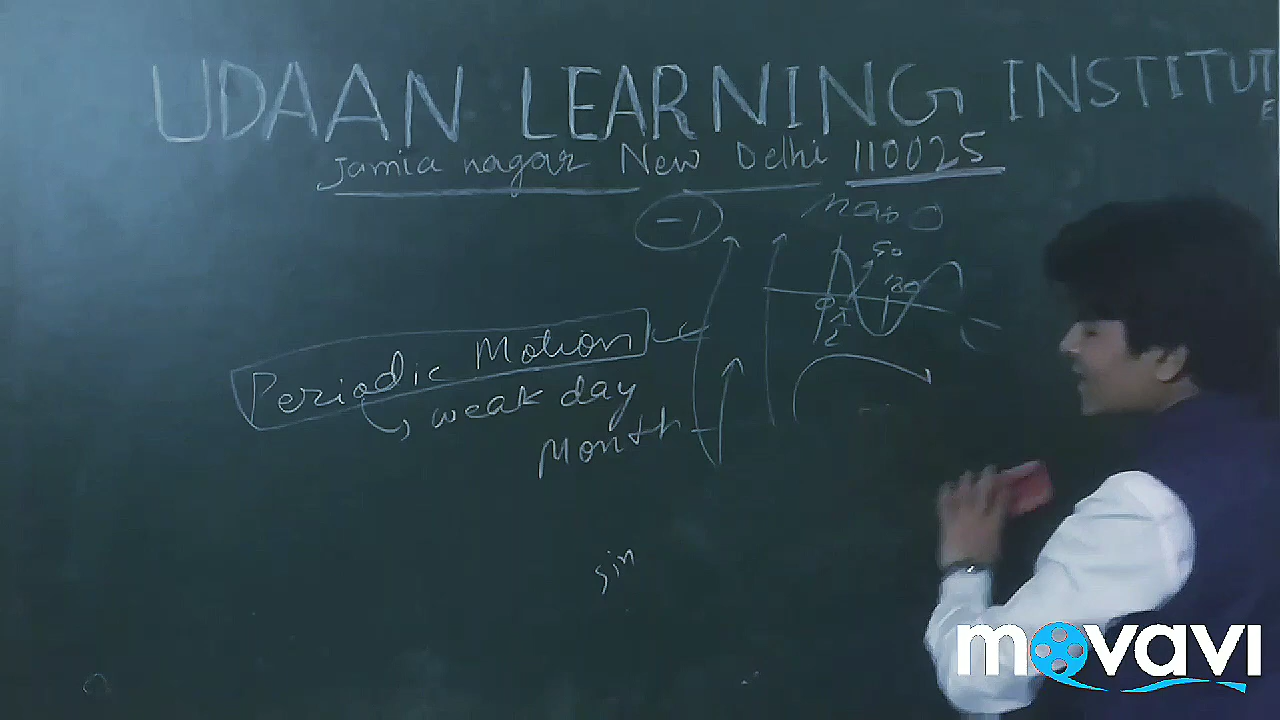 UDAAN LEARNING INSTITUT
E
Jamia nagar New Delhi 110025
-1
Periodic Motion
weak day
Month
sin
movavi